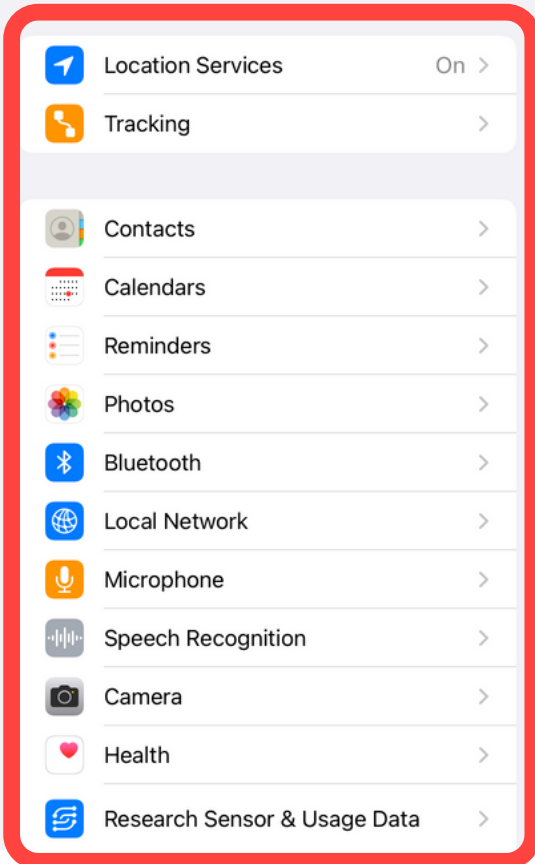 Location Services On
Tracking
Contacts
Calendars
Reminders
Photos
Bluetooth
Local Network
Microphone
Speech Recognition
Camera
Health
Research Sensor & Usage Data